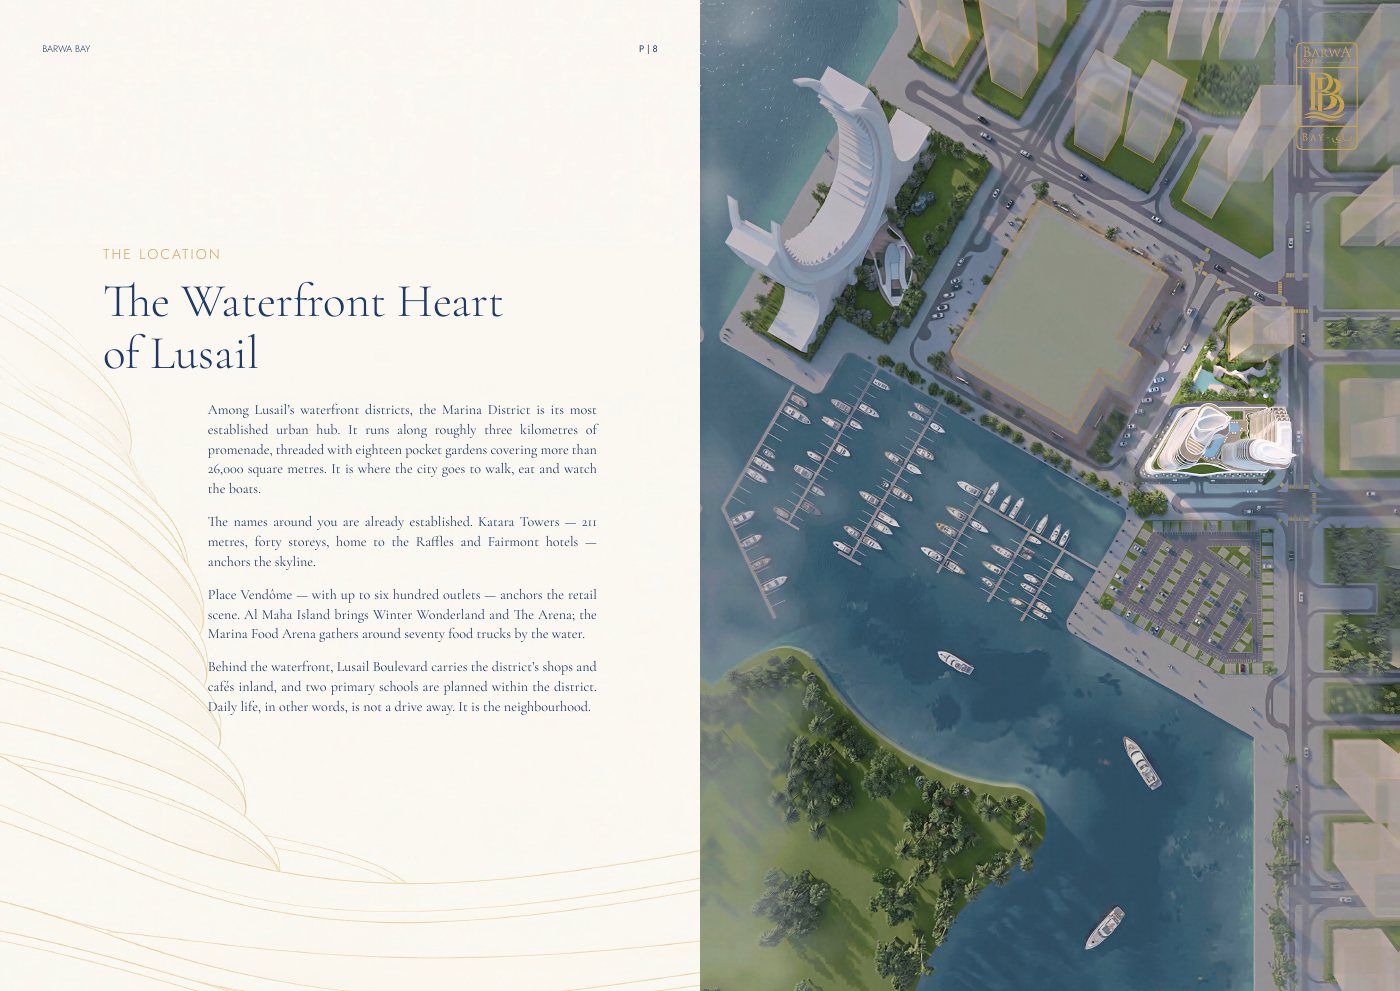 BARWA BAY
P | 8
THE LOCATION
The Waterfront Heart
of Lusail
Among Lusail’s waterfront districts, the Marina District is its most
established urban hub. It runs along roughly three kilometres of
promenade, threaded with eighteen pocket gardens covering more than
26,000 square metres. It is where the city goes to walk, eat and watch
the boats.
The names around you are already established. Katara Towers — 211
metres, forty storeys, home to the Raffles and Fairmont hotels —
anchors the skyline.
Place Vendôme — with up to six hundred outlets — anchors the retail
scene. Al Maha Island brings Winter Wonderland and The Arena; the
Marina Food Arena gathers around seventy food trucks by the water.
Behind the waterfront, Lusail Boulevard carries the district’s shops and
cafés inland, and two primary schools are planned within the district.
Daily life, in other words, is not a drive away. It is the neighbourhood.
BARWA
BB
BAY - باي